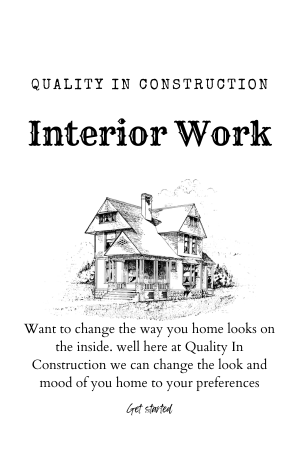 QUALITY IN CONSTRUCTION
Interior Work
Want to change the way you home looks on
the inside. well here at Quality In
Construction we can change the look and
mood of you home to your preferences
Get started